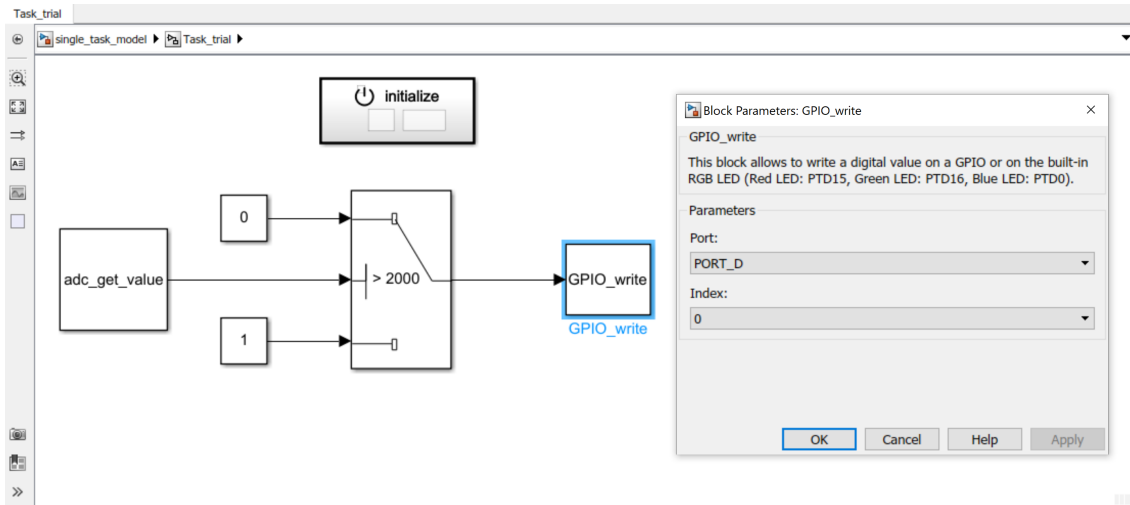 Task_trial
single_task_model Task_trial
initialize
0
adc_get_value
> 2000
1
GPIO_write
GPIO_write
Block Parameters: GPIO_write
GPIO_write
This block allows to write a digital value on a GPIO or on the built-in
RGB LED (Red LED: PTD15, Green LED: PTD16, Blue LED: PTD0).
Parameters
Port:
PORT_D
Index:
0
OK Cancel Help Apply